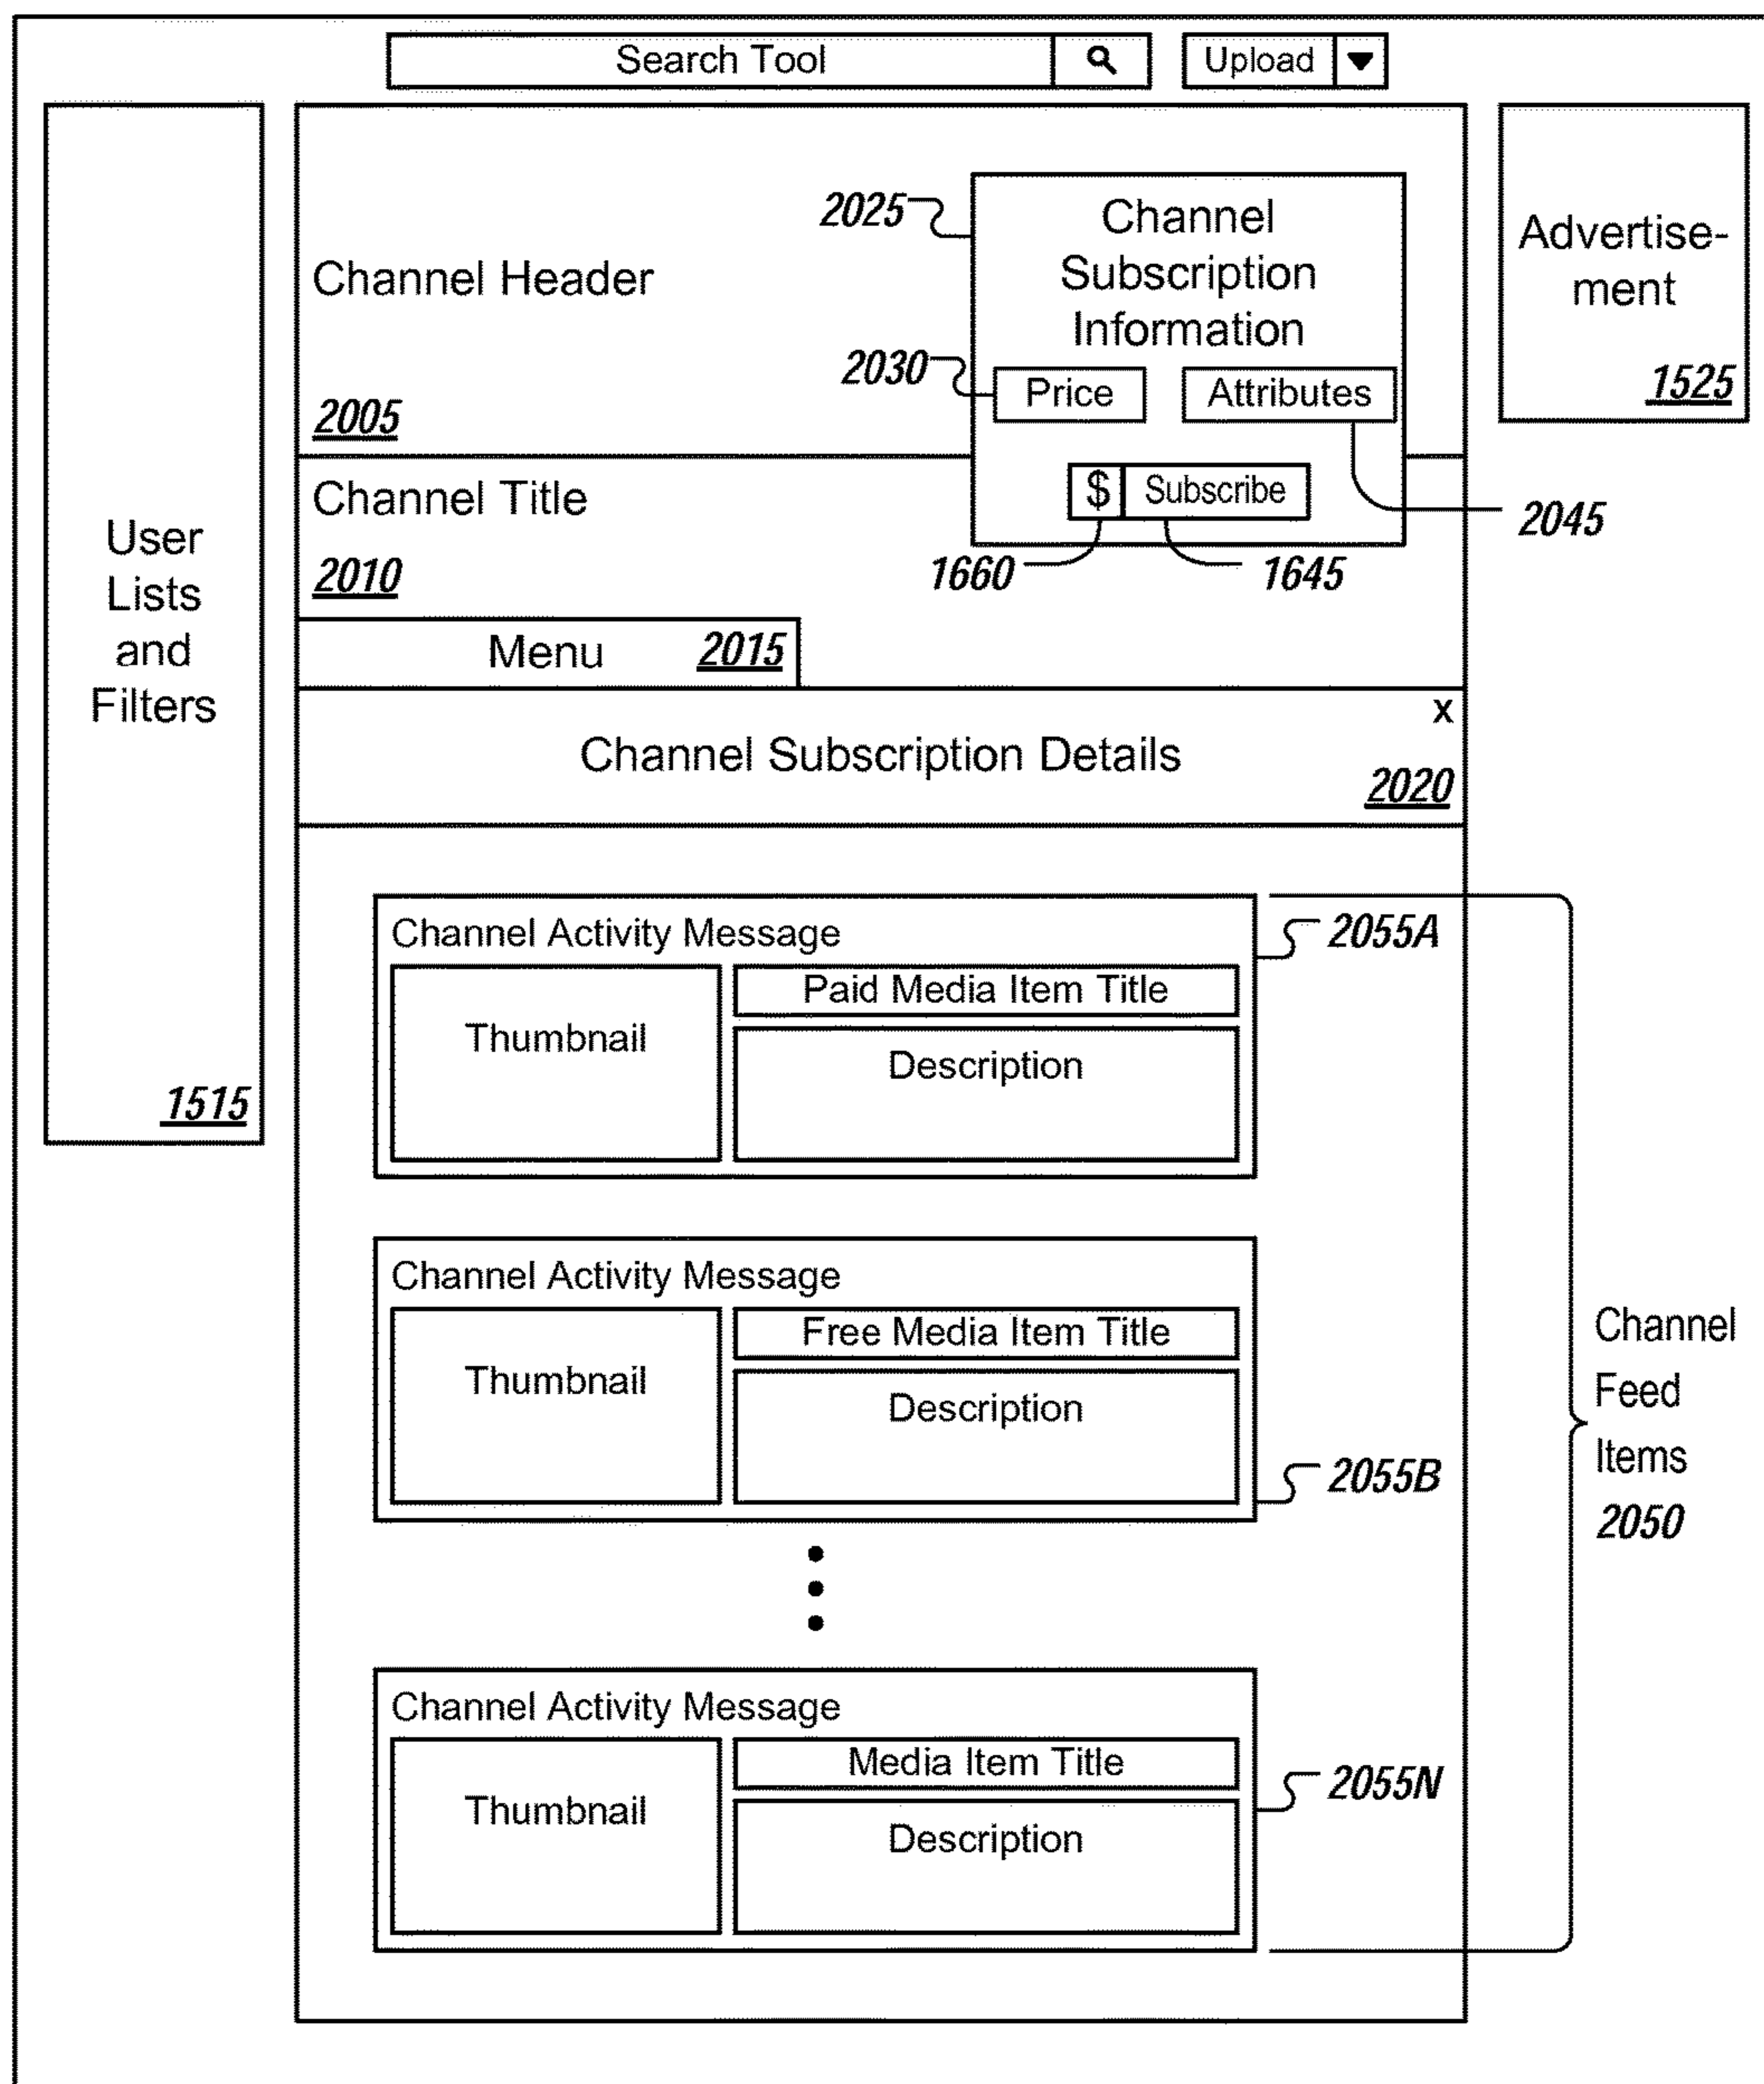 Search Tool
Upload
User
Lists
and
Filters
1515
Channel Header
2005
2025
Channel
Subscription
Information
2030
Price
Attributes
2045
$ Subscribe
1660
1645
Advertise-
ment
1525
Channel Title
2010
Menu 2015
x
Channel Subscription Details
2020
Channel Activity Message
2055A
Thumbnail
Paid Media Item Title
Description
Channel Activity Message
Thumbnail
Free Media Item Title
Description
2055B
Channel Activity Message
Thumbnail
Media Item Title
Description
2055N
Channel
Feed
Items
2050